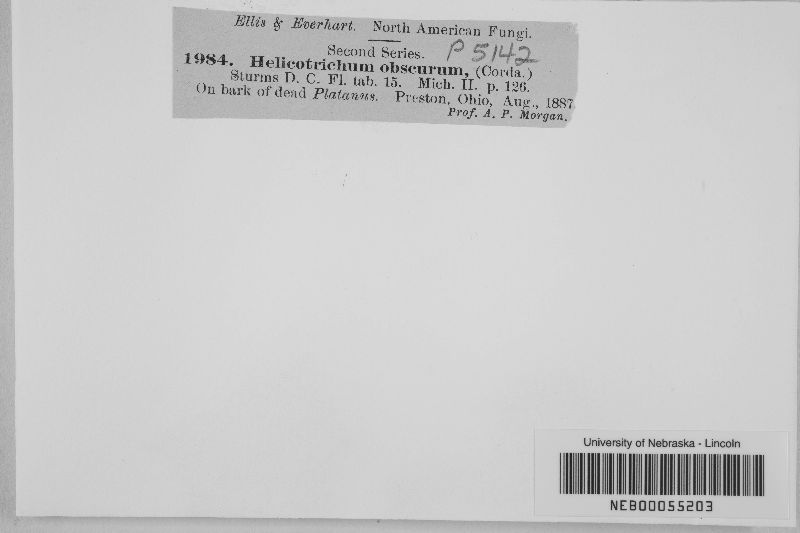 Ellis & Everhart. North American Fungi.
Second Series. P 5142
1984. Helicotrichum obscurum, (Corda.)
Sturms D. C. Fl. tab. 15. Mich. II. p. 126.
On bark of dead Platanus. Preston, Ohio, Aug., 1887
Prof. A. P. Morgan.
University of Nebraska - Lincoln
NEB00055203